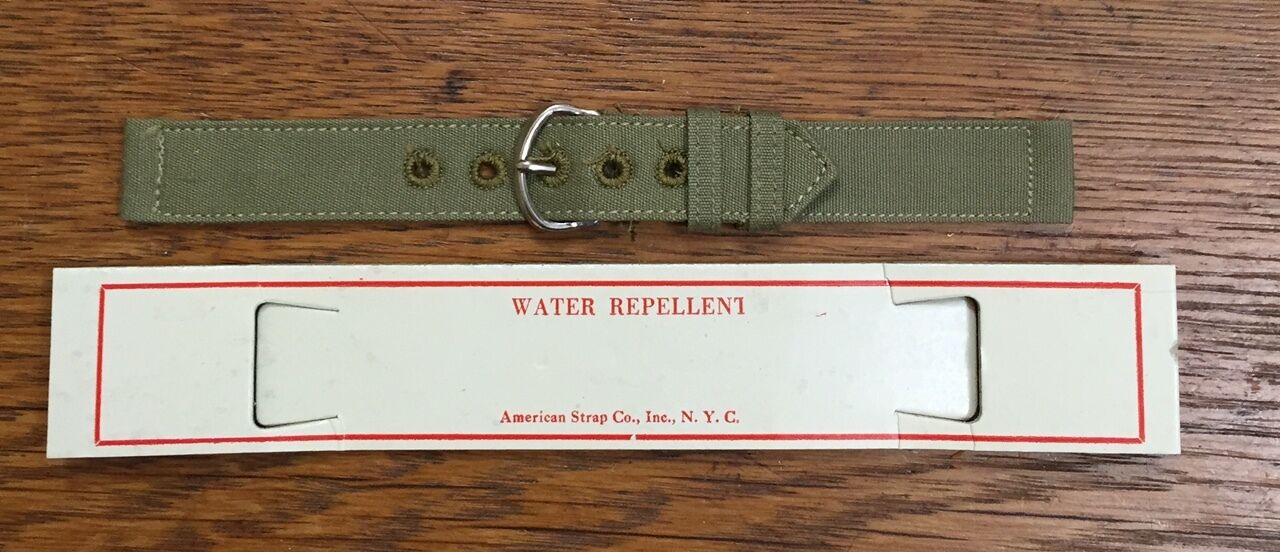 WATER REPELLENT
American Strap Co., Inc., N. Y. C.